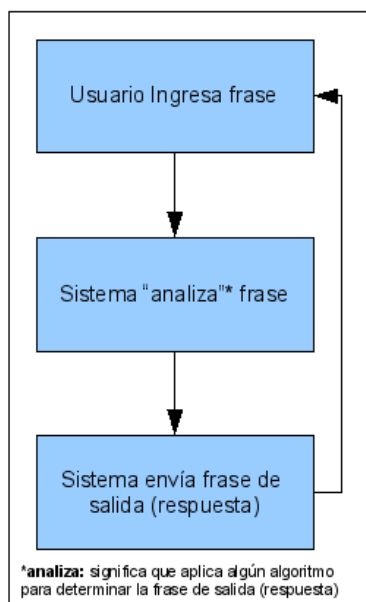 Usuario Ingresa frase
Sistema “analiza”* frase
Sistema envía frase de
salida (respuesta)
*analiza: significa que aplica algún algoritmo
para determinar la frase de salida (respuesta)